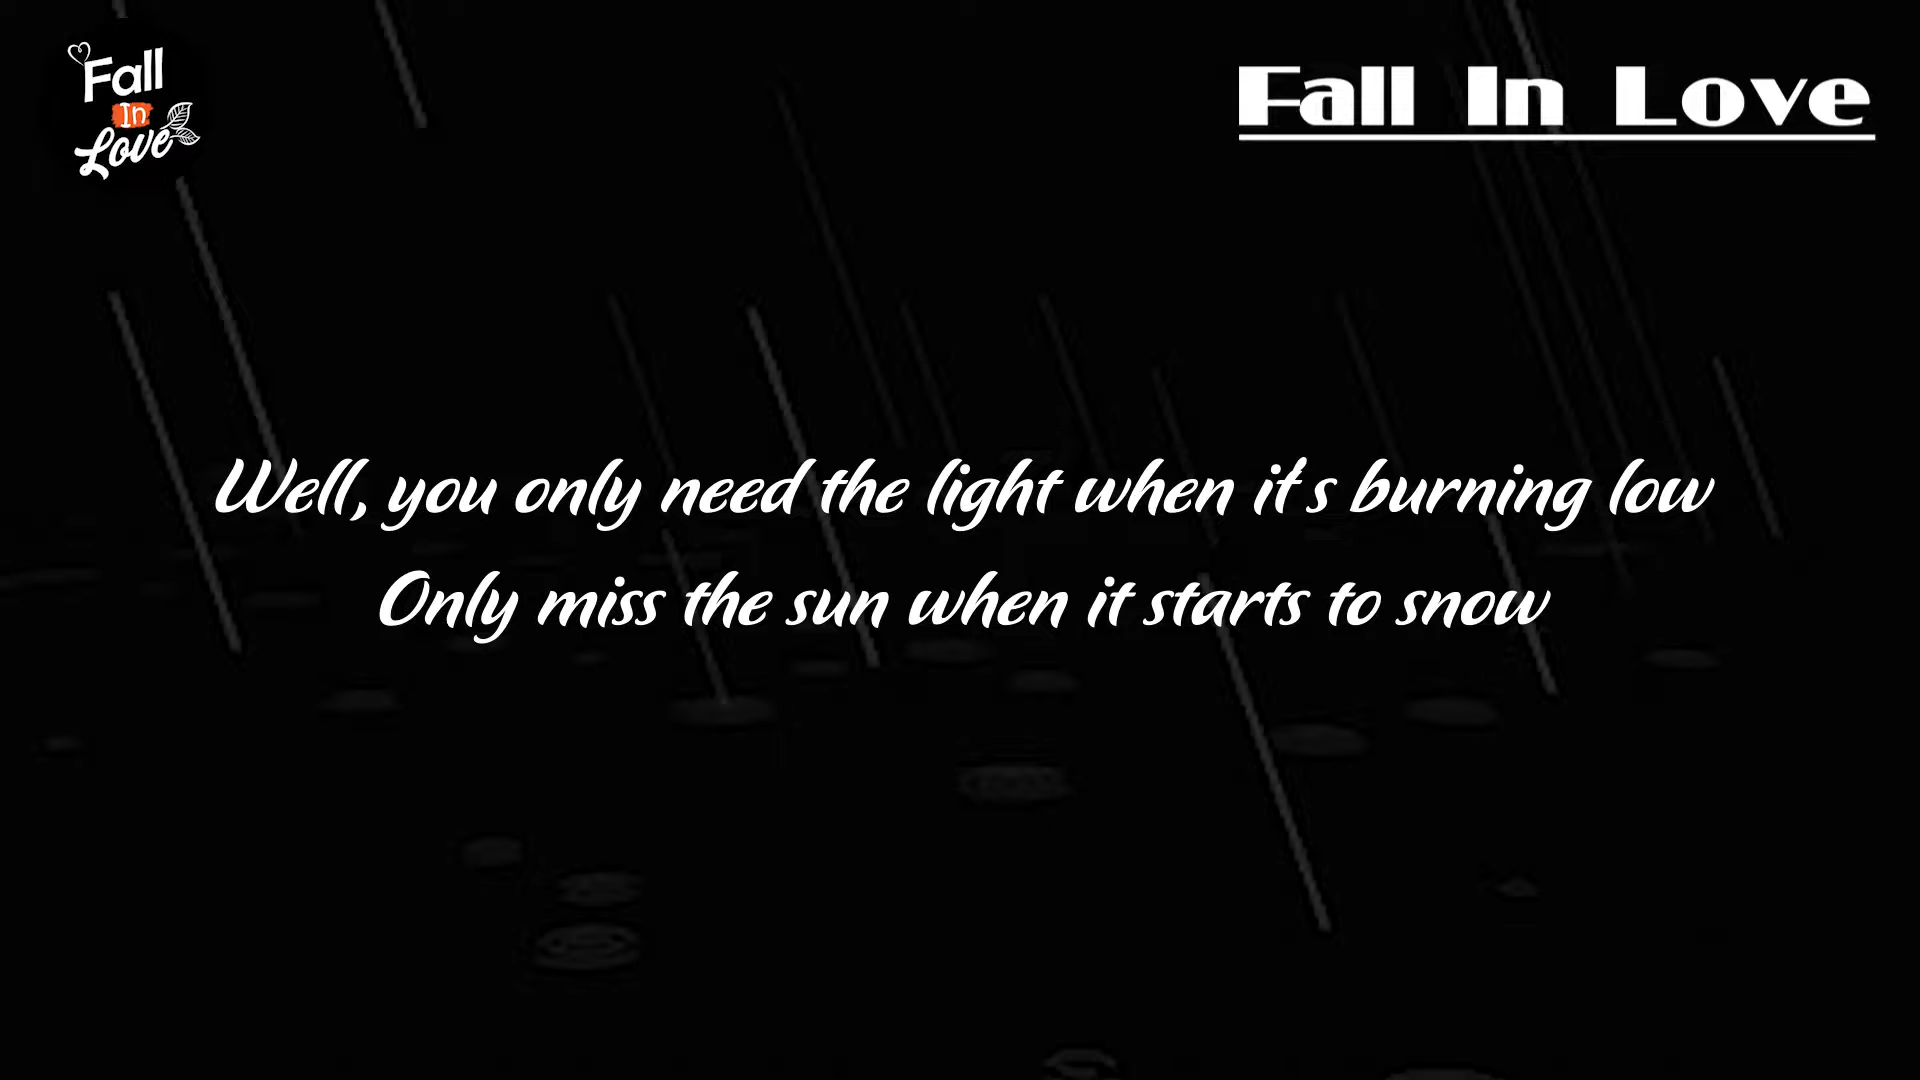 Fall
In
Love
Fall In Love
Well, you only need the light when it's burning low
Only miss the sun when it starts to snow